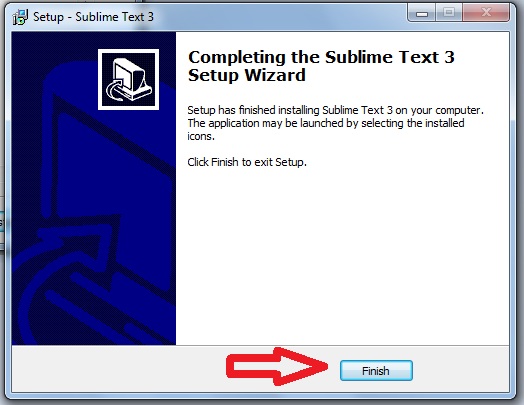 Setup - Sublime Text 3
Completing the Sublime Text 3
Setup Wizard
Setup has finished installing Sublime Text 3 on your computer.
The application may be launched by selecting the installed
icons.
Click Finish to exit Setup.
Finish